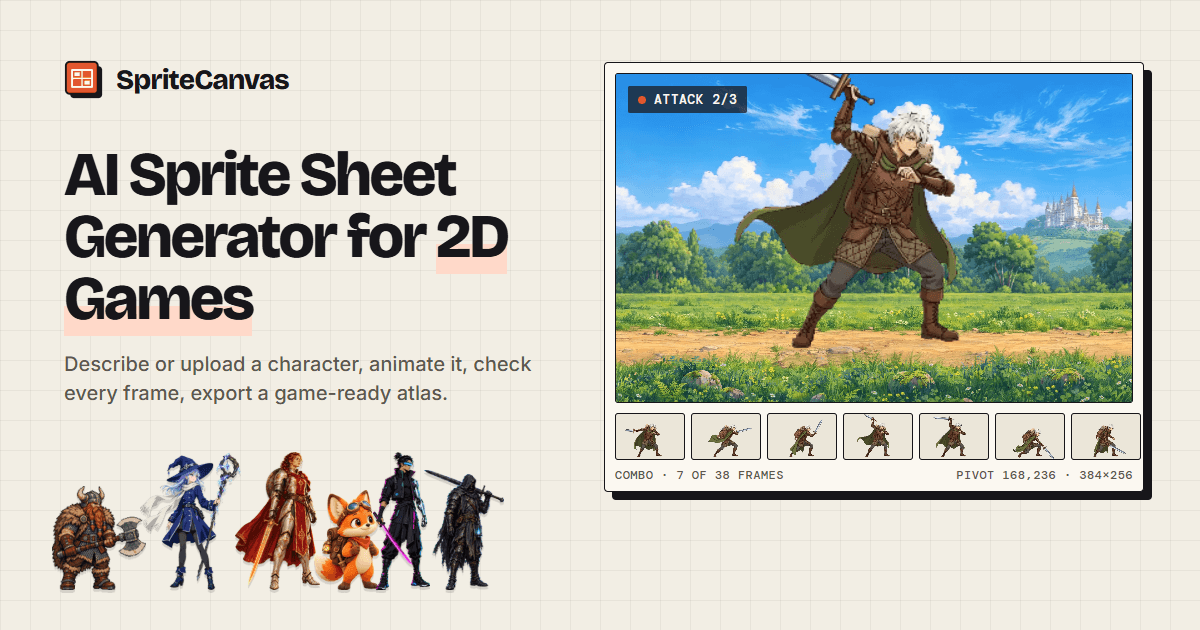 SpriteCanvas
AI Sprite Sheet
Generator for 2D
Games
Describe or upload a character, animate it, check
every frame, export a game-ready atlas.
ATTACK 2/3
COMBO · 7 OF 38 FRAMES
PIVOT 168,236 · 384×256